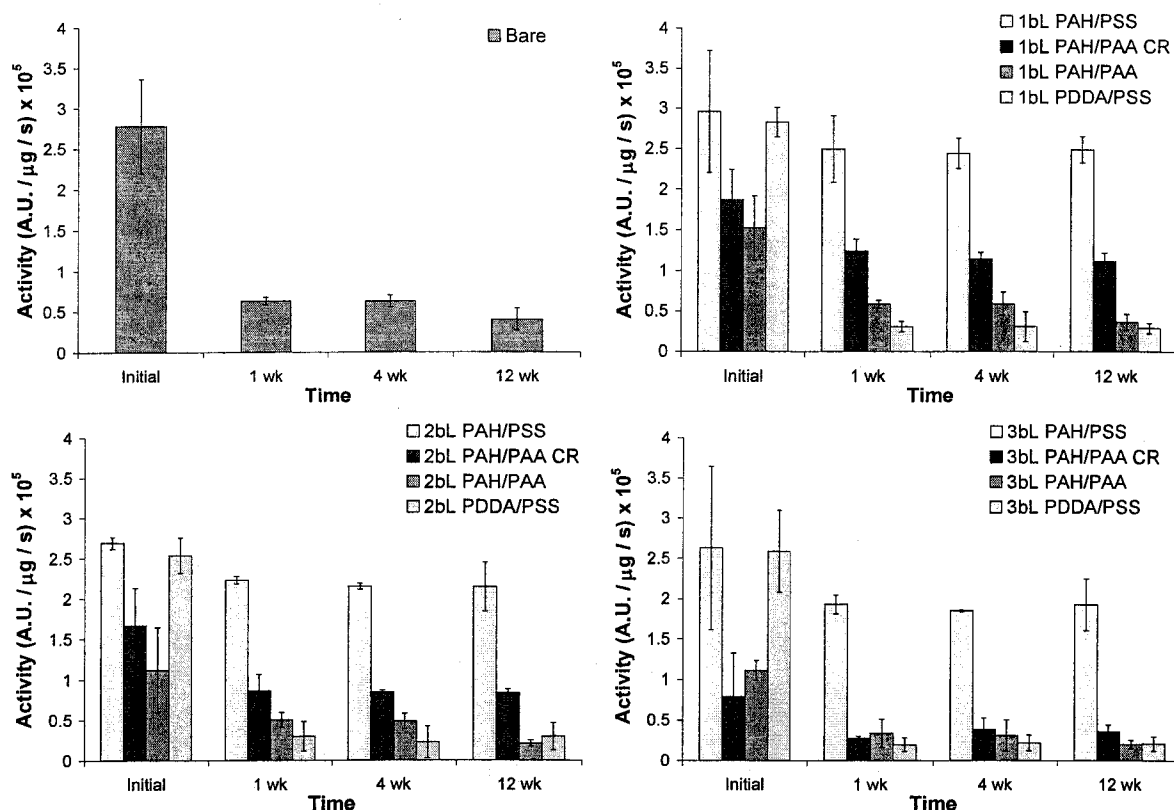 Bare
Activity (A.U. / µg / s) x 10⁵
4
3.5
3
2.5
2
1.5
1
0.5
0
Initial
1 wk
4 wk
12 wk
Time
1bL PAH/PSS
1bL PAH/PAA CR
1bL PAH/PAA
1bL PDDA/PSS
Activity (A.U. / µg / s) x 10⁵
4
3.5
3
2.5
2
1.5
1
0.5
0
Initial
1 wk
4 wk
12 wk
Time
2bL PAH/PSS
2bL PAH/PAA CR
2bL PAH/PAA
2bL PDDA/PSS
Activity (A.U. / µg / s) x 10⁵
4
3.5
3
2.5
2
1.5
1
0.5
0
Initial
1 wk
4 wk
12 wk
Time
3bL PAH/PSS
3bL PAH/PAA CR
3bL PAH/PAA
3bL PDDA/PSS
Activity (A.U. / µg / s) x 10⁵
4
3.5
3
2.5
2
1.5
1
0.5
0
Initial
1 wk
4 wk
12 wk
Time